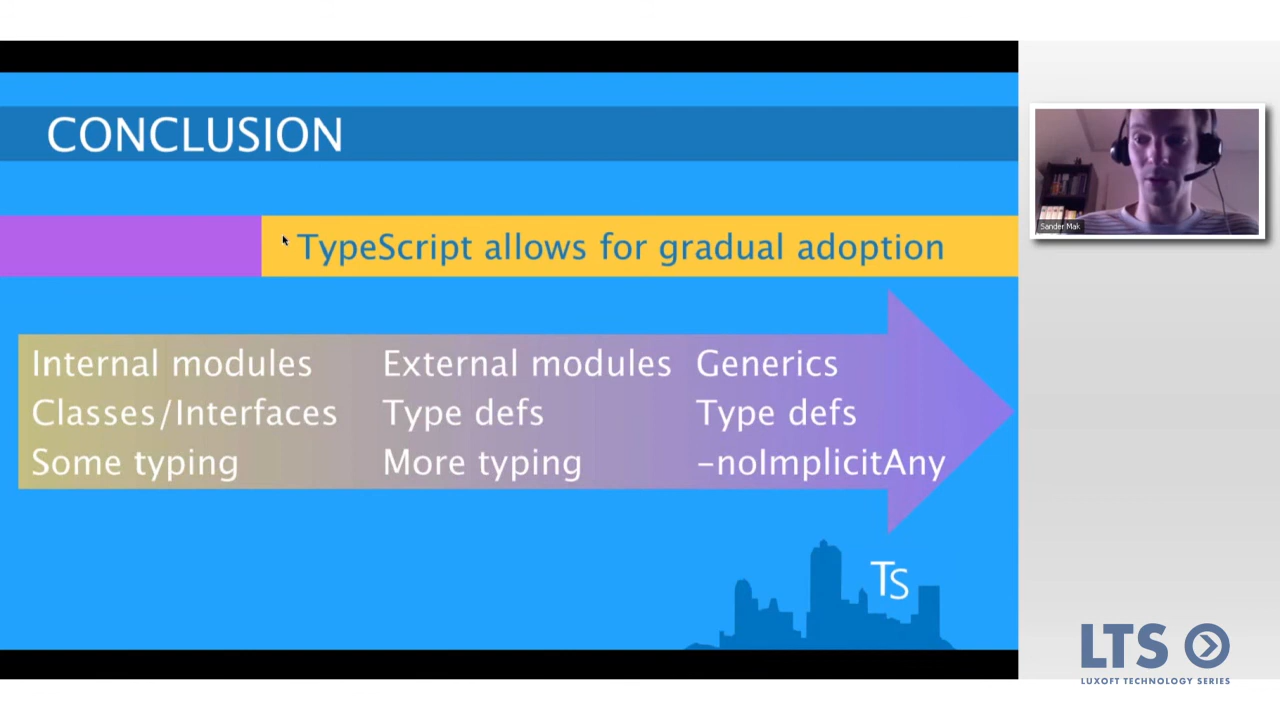 CONCLUSION
TypeScript allows for gradual adoption
Internal modules
Classes/Interfaces
Some typing
External modules
Type defs
More typing
Generics
Type defs
-noImplicitAny
TS
Sander Mak
LTS
LUXOFT TECHNOLOGY SERIES